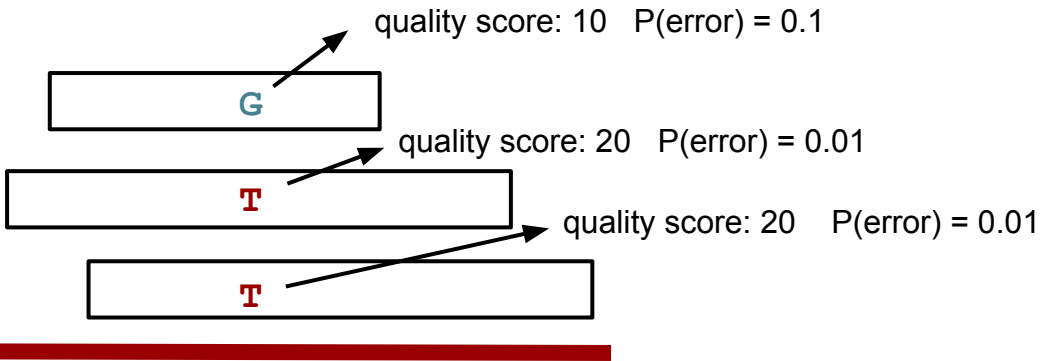 quality score: 10 P(error) = 0.1
G
quality score: 20 P(error) = 0.01
T
quality score: 20 P(error) = 0.01
T